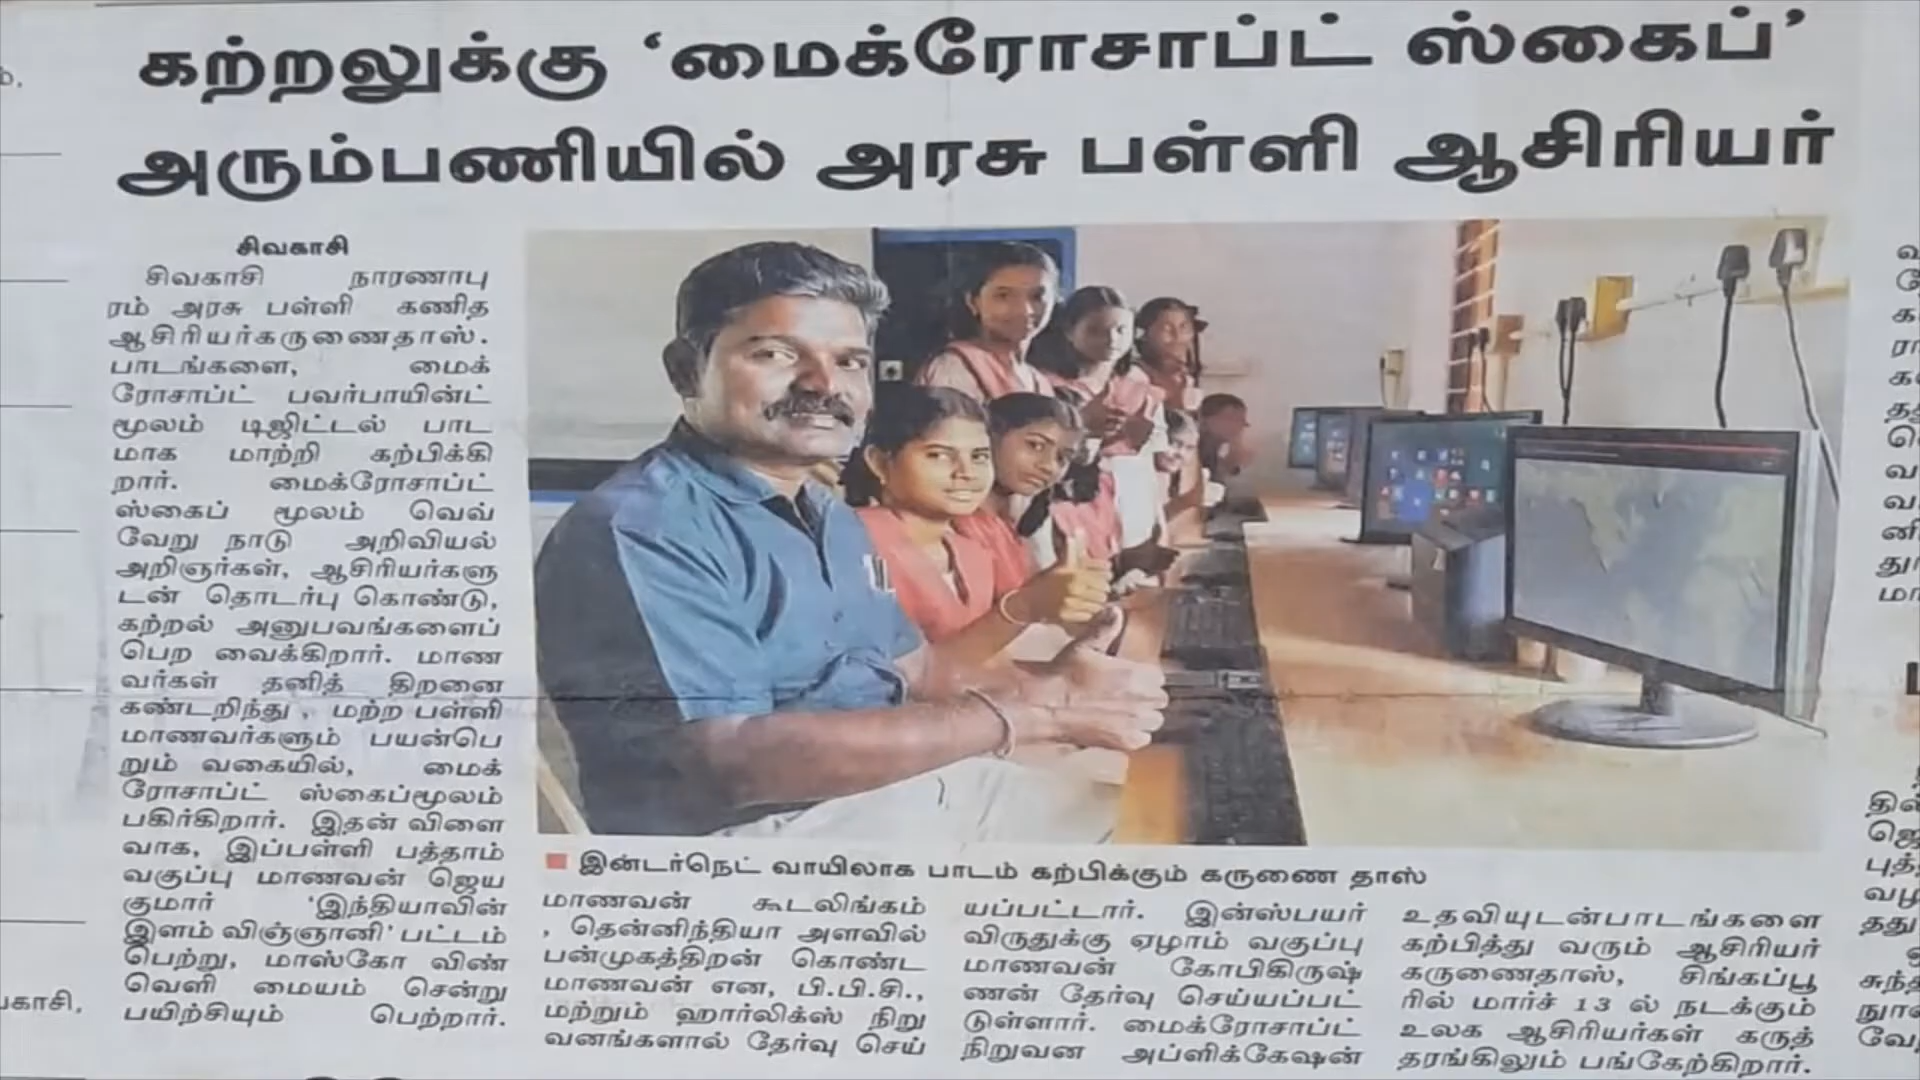 கற்றலுக்கு ‘மைக்ரோசாப்ட் ஸ்கைப்’
அரும்பணியில் அரசு பள்ளி ஆசிரியர்
சிவகாசி
சிவகாசி நாரணாபு
ரம் அரசு பள்ளி கணித
ஆசிரியர்கருணைதாஸ்.
பாடங்களை, மைக்
ரோசாப்ட் பவர்பாயின்ட்
மூலம் டிஜிட்டல் பாட
மாக மாற்றி கற்பிக்கி
றார். மைக்ரோசாப்ட்
ஸ்கைப் மூலம் வெவ்
வேறு நாடு அறிவியல்
அறிஞர்கள், ஆசிரியர்களு
டன் தொடர்பு கொண்டு,
கற்றல் அனுபவங்களைப்
பெற வைக்கிறார். மாண
வர்கள் தனித் திறனை
கண்டறிந்து , மற்ற பள்ளி
மாணவர்களும் பயன்பெ
றும் வகையில், மைக்
ரோசாப்ட் ஸ்கைப்மூலம்
பகிர்கிறார். இதன் விளை
வாக, இப்பள்ளி பத்தாம்
வகுப்பு மாணவன் ஜெய
குமார் ‘இந்தியாவின்
இளம் விஞ்ஞானி’ பட்டம்
பெற்று, மாஸ்கோ விண்
வெளி மையம் சென்று
பயிற்சியும் பெற்றார்.
இன்டர்நெட் வாயிலாக பாடம் கற்பிக்கும் கருணை தாஸ்
மாணவன் கூடலிங்கம்
, தென்னிந்தியா அளவில்
பன்முகத்திறன் கொண்ட
மாணவன் என, பி.பி.சி.,
மற்றும் ஹார்லிக்ஸ் நிறு
வனங்களால் தேர்வு செய்
யப்பட்டார். இன்ஸ்பயர்
விருதுக்கு ஏழாம் வகுப்பு
மாணவன் கோபிகிருஷ்
ணன் தேர்வு செய்யப்பட்
டுள்ளார். மைக்ரோசாப்ட்
நிறுவன அப்ளிக்கேஷன்
உதவியுடன்பாடங்களை
கற்பித்து வரும் ஆசிரியர்
கருணைதாஸ், சிங்கப்பூ
ரில் மார்ச் 13 ல் நடக்கும்
உலக ஆசிரியர்கள் கருத்
தரங்கிலும் பங்கேற்கிறார்.